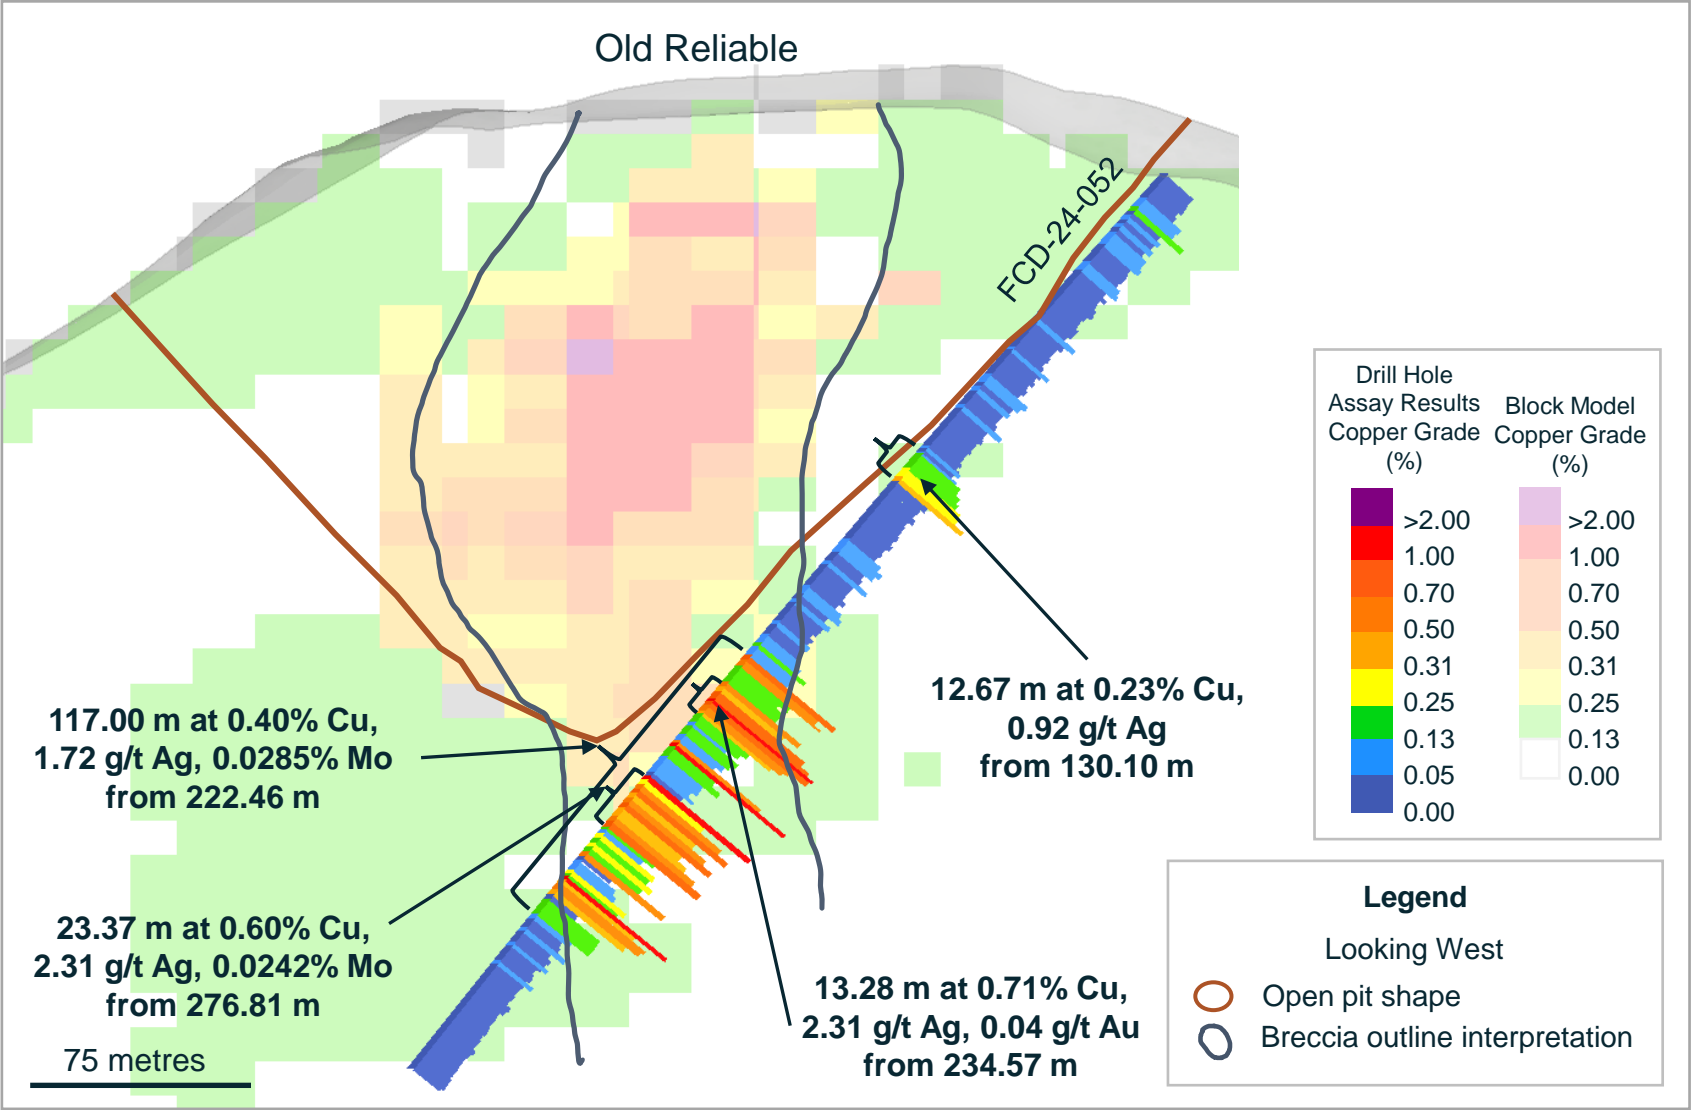 Old Reliable
FCD-24-052
117.00 m at 0.40% Cu,
1.72 g/t Ag, 0.0285% Mo
from 222.46 m
23.37 m at 0.60% Cu,
2.31 g/t Ag, 0.0242% Mo
from 276.81 m
75 metres
12.67 m at 0.23% Cu,
0.92 g/t Ag
from 130.10 m
13.28 m at 0.71% Cu,
2.31 g/t Ag, 0.04 g/t Au
from 234.57 m
Drill Hole
Assay Results
Copper Grade
(%)
>2.00
1.00
0.70
0.50
0.31
0.25
0.13
0.05
0.00
Block Model
Copper Grade
(%)
>2.00
1.00
0.70
0.50
0.31
0.25
0.13
0.00
Legend
Looking West
Open pit shape
Breccia outline interpretation